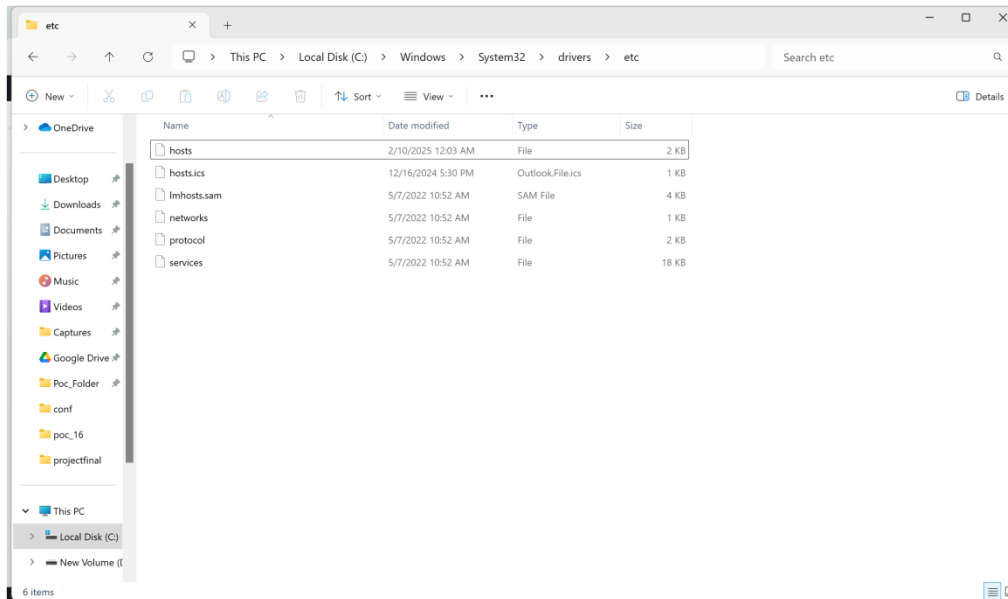 etc
This PC > Local Disk (C:) > Windows > System32 > drivers > etc
Search etc
New
Sort
View
Details
OneDrive
Desktop
Downloads
Documents
Pictures
Music
Videos
Captures
Google Drive
Poc_Folder
conf
poc_16
projectfinal
This PC
Local Disk (C:)
New Volume (D
Name Date modified Type Size
hosts 2/10/2025 12:03 AM File 2 KB
hosts.ics 12/16/2024 5:30 PM Outlook.File.ics 1 KB
lmhosts.sam 5/7/2022 10:52 AM SAM File 4 KB
networks 5/7/2022 10:52 AM File 1 KB
protocol 5/7/2022 10:52 AM File 2 KB
services 5/7/2022 10:52 AM File 18 KB
6 items